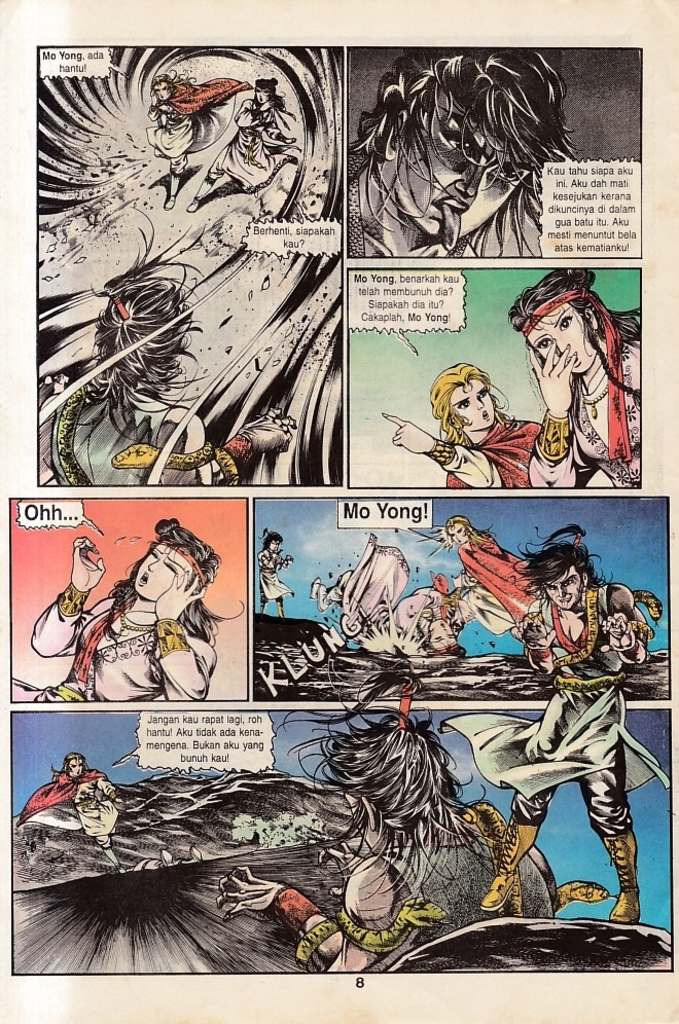 Mo Yong, ada
hantu!
Berhenti, siapakah
kau?
Kau tahu siapa aku
ini. Aku dah mati
kesejukan kerana
dikuncinya di dalam
gua batu itu. Aku
mesti menuntut bela
atas kematianku!
Mo Yong, benarkah kau
telah membunuh dia?
Siapakah dia itu?
Cakaplah, Mo Yong!
Ohh...
Mo Yong!
KLUNG
Jangan kau rapat lagi, roh
hantu! Aku tidak ada kena-
mengena. Bukan aku yang
bunuh kau!
8